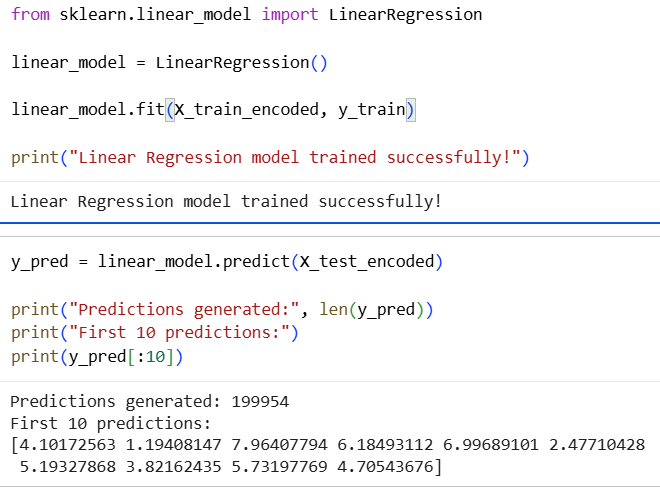 from sklearn.linear_model import LinearRegression
linear_model = LinearRegression()
linear_model.fit(X_train_encoded, y_train)
print("Linear Regression model trained successfully!")
Linear Regression model trained successfully!
y_pred = linear_model.predict(X_test_encoded)
print("Predictions generated:", len(y_pred))
print("First 10 predictions:")
print(y_pred[:10])
Predictions generated: 199954
First 10 predictions:
[4.10172563 1.19408147 7.96407794 6.18493112 6.99689101 2.47710428
 5.19327868 3.82162435 5.73197769 4.70543676]